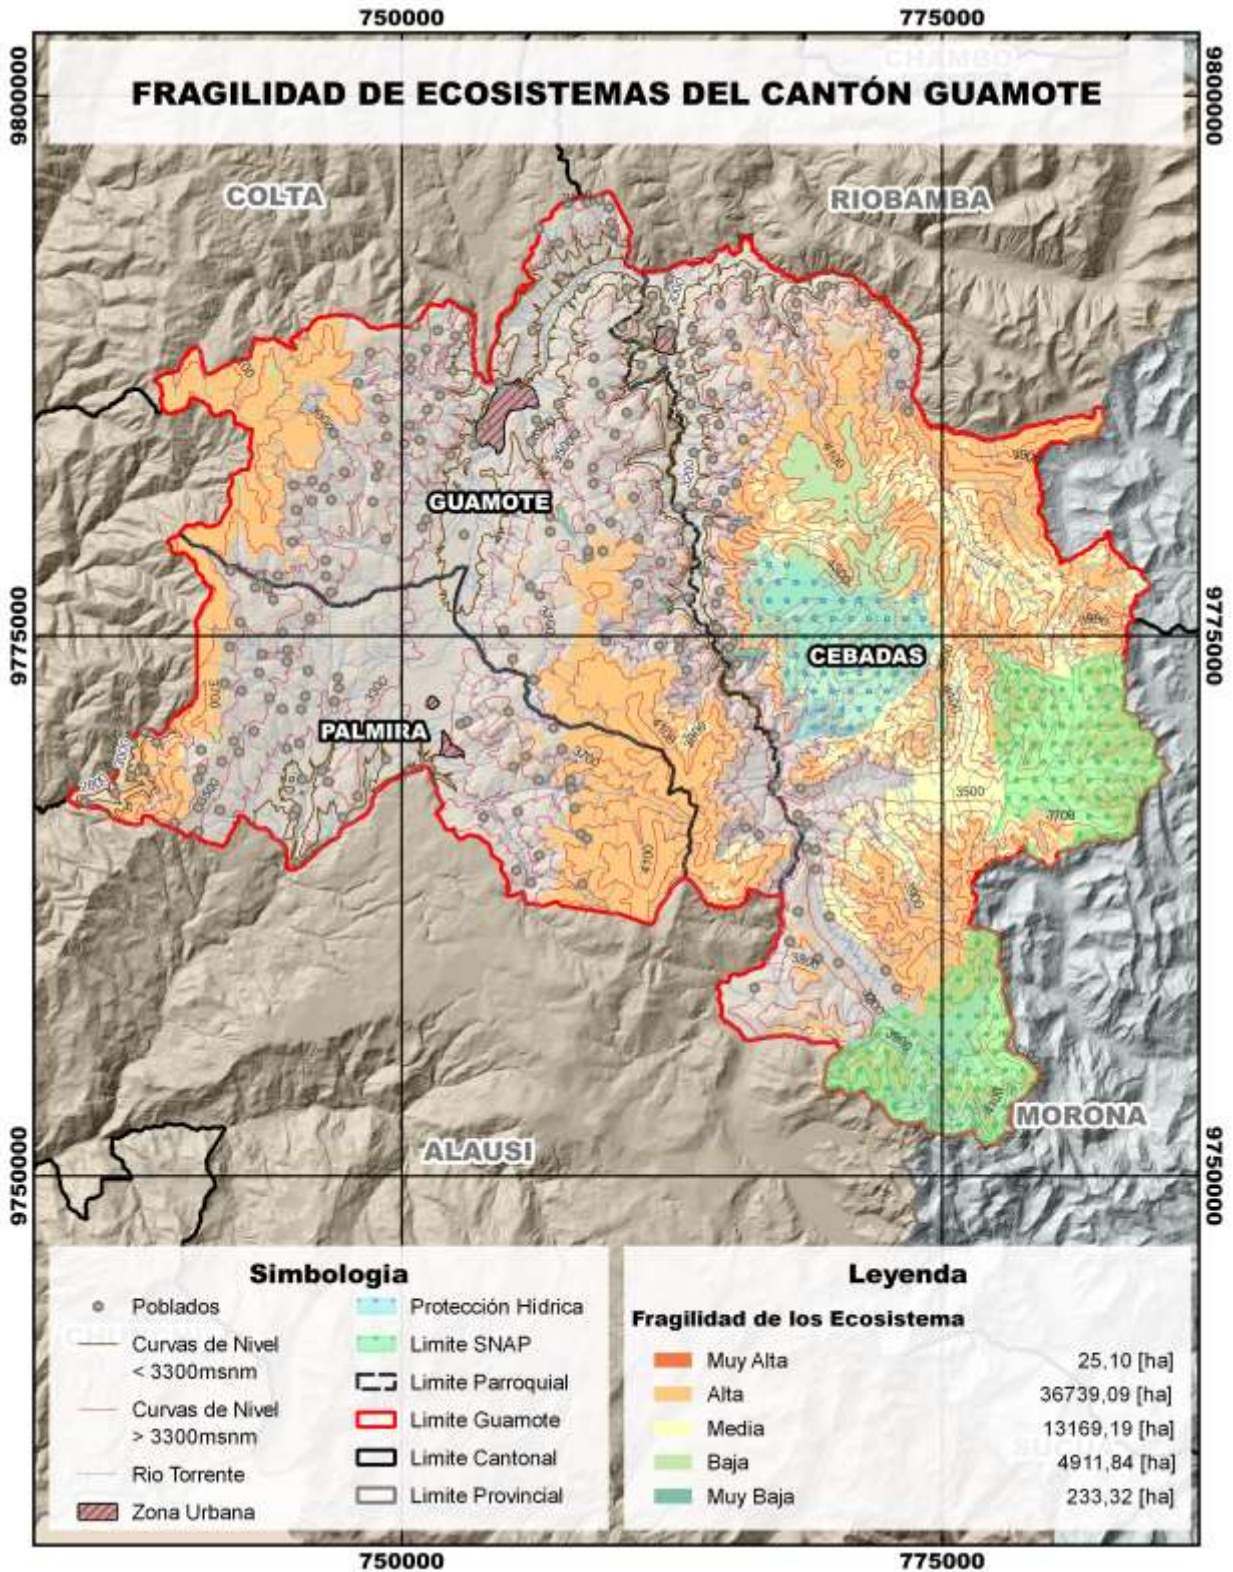 750000
775000
9800000
9800000
FRAGILIDAD DE ECOSISTEMAS DEL CANTÓN GUAMOTE
COLTA
RIOBAMBA
GUAMOTE
9775000
9775000
CEBADAS
PALMIRA
3700
3700
4100
3500
3700
4100
MORONA
ALAUSI
9750000
9750000
Simbologia
Poblados
Curvas de Nivel
< 3300msnm
Curvas de Nivel
> 3300msnm
Rio Torrente
Zona Urbana
Protección Hídrica
Limite SNAP
Limite Parroquial
Limite Guamote
Limite Cantonal
Limite Provincial
Leyenda
Fragilidad de los Ecosistema
Muy Alta 25,10 [ha]
Alta 36739,09 [ha]
Media 13169,19 [ha]
Baja 4911,84 [ha]
Muy Baja 233,32 [ha]
750000
775000